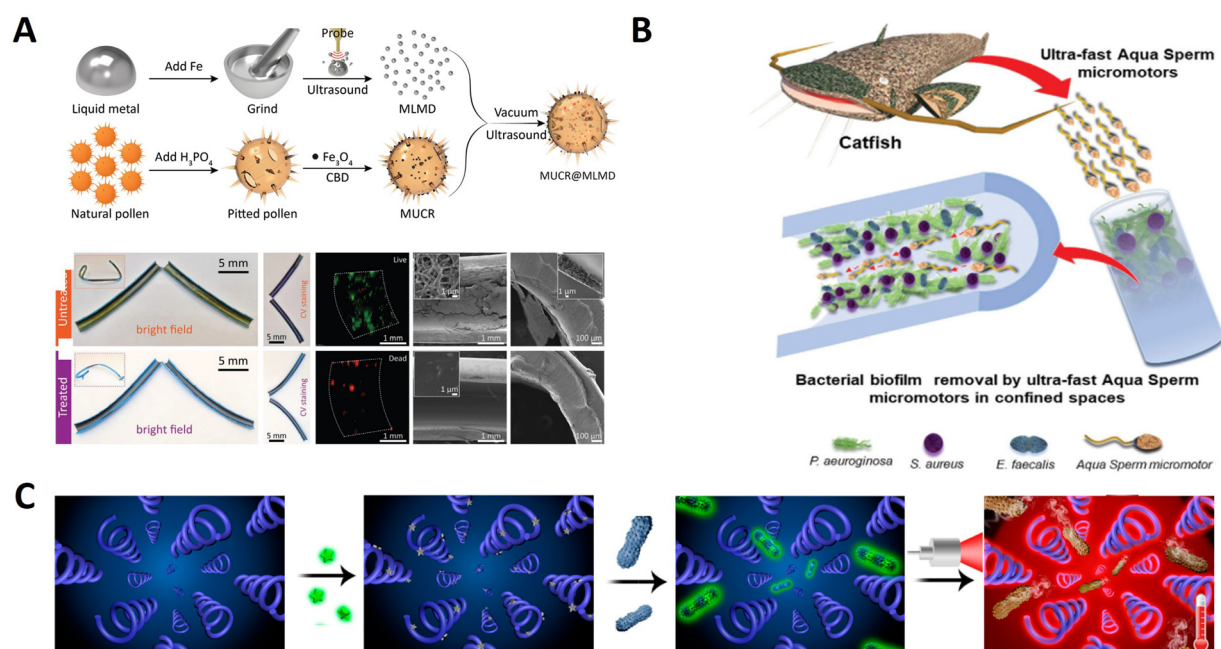 A
Probe
Add Fe
Ultrasound
Liquid metal
Grind
MLMD
Vacuum
Ultrasound
Add H₃PO₄
● Fe₃O₄
CBD
MUCR@MLMD
Natural pollen
Pitted pollen
MUCR
Untreated
5 mm
bright field
CV staining
5 mm
Live
1 mm
1 μm
1 mm
1 μm
100 μm
Treated
5 mm
bright field
CV staining
5 mm
Dead
1 mm
1 μm
1 mm
100 μm
B
Ultra-fast Aqua Sperm
micromotors
Catfish
Bacterial biofilm removal by ultra-fast Aqua Sperm
micromotors in confined spaces
P. aeuroginosa
S. aureus
E. faecalis
Aqua Sperm micromotor
C